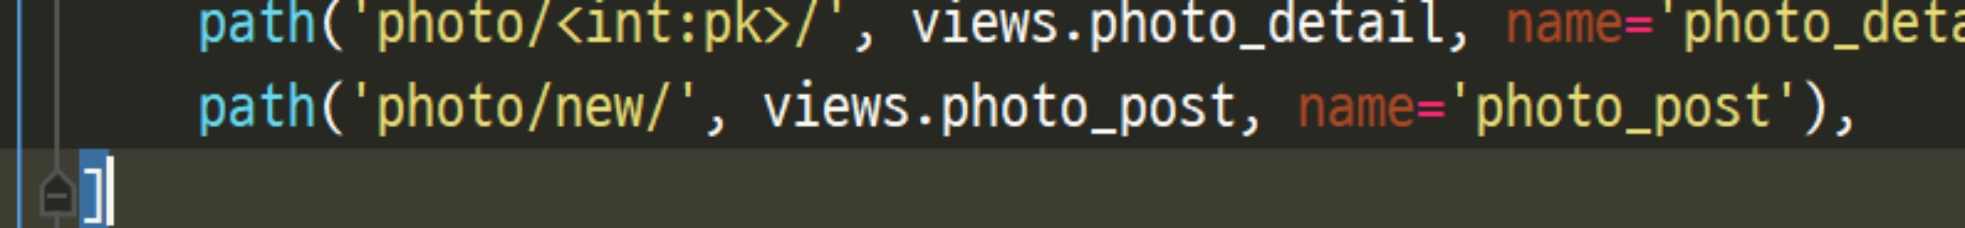 path('photo/<int:pk>/', views.photo_detail, name='photo_deta
path('photo/new/', views.photo_post, name='photo_post'),
]